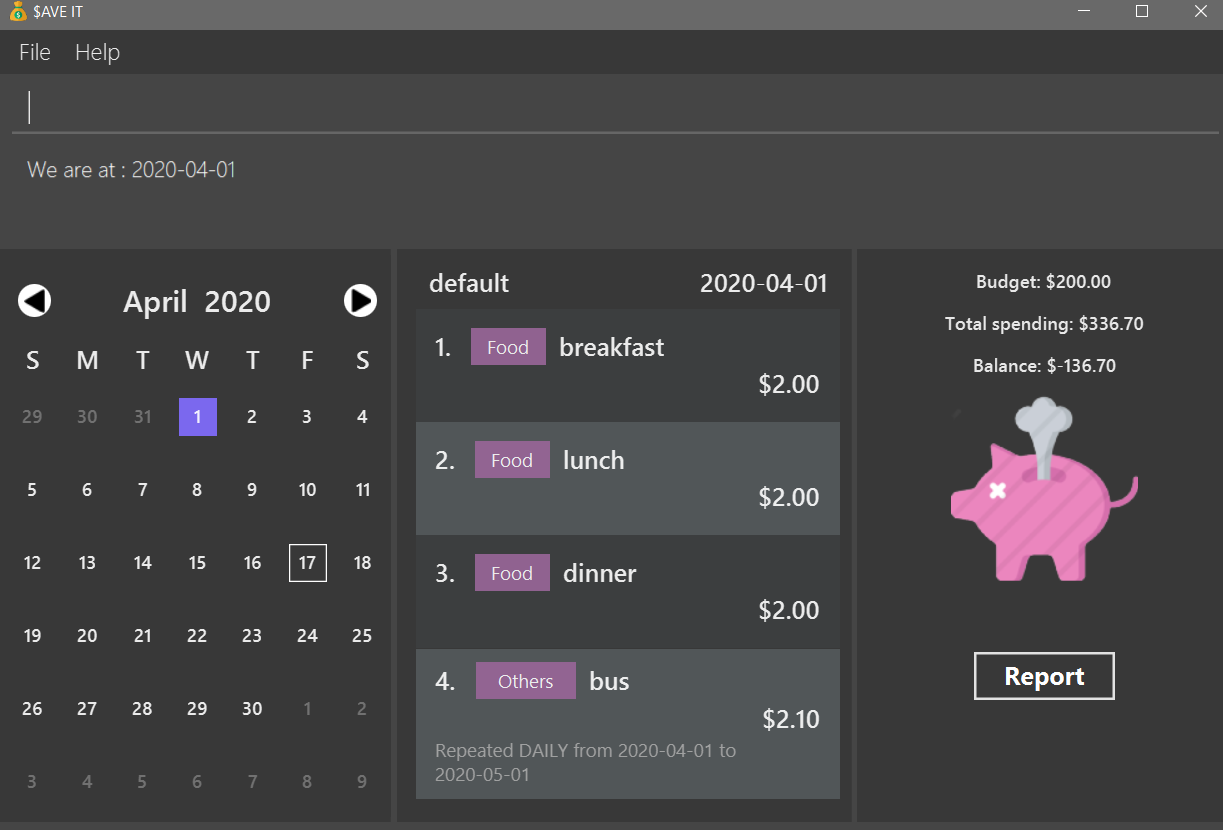 $AVE IT
File Help
We are at : 2020-04-01
April 2020
S M T W T F S
29 30 31 1 2 3 4
5 6 7 8 9 10 11
12 13 14 15 16 17 18
19 20 21 22 23 24 25
26 27 28 29 30 1 2
3 4 5 6 7 8 9
default 2020-04-01
1. Food breakfast
$2.00
2. Food lunch
$2.00
3. Food dinner
$2.00
4. Others bus
$2.10
Repeated DAILY from 2020-04-01 to
2020-05-01
Budget: $200.00
Total spending: $336.70
Balance: $-136.70
Report